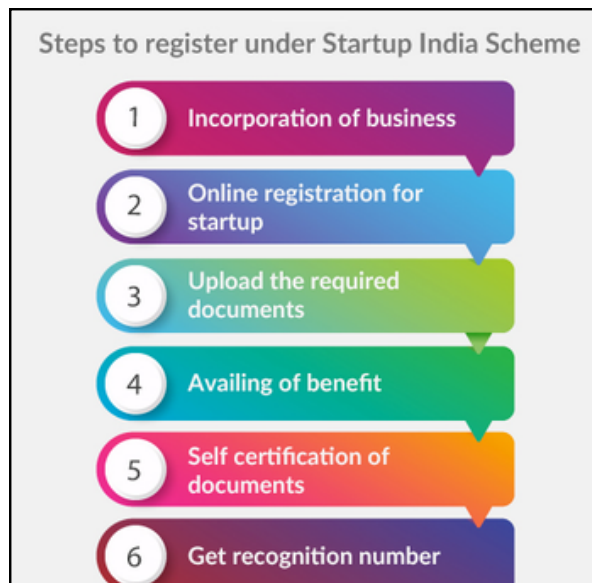 Steps to register under Startup India Scheme
1
Incorporation of business
2
Online registration for
startup
3
Upload the required
documents
4
Availing of benefit
5
Self certification of
documents
6
Get recognition number